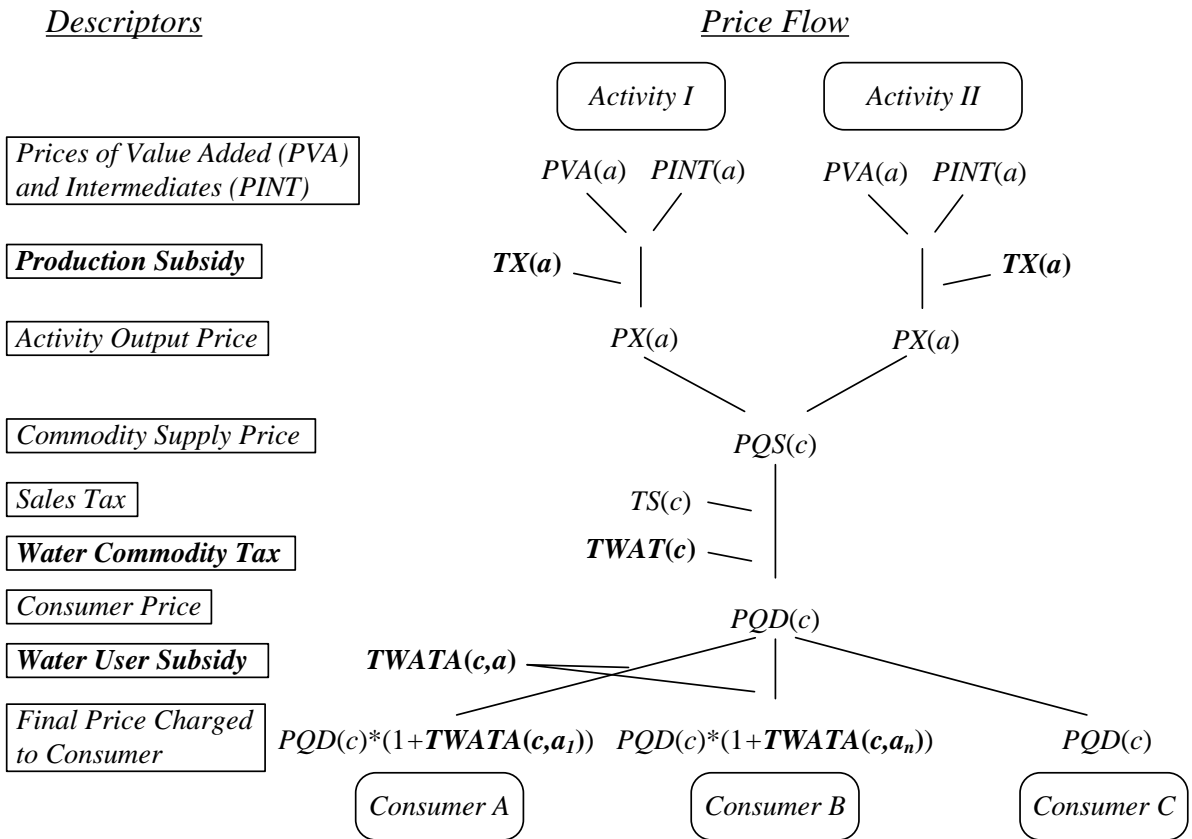 Descriptors
Price Flow
Activity I
Activity II
Prices of Value Added (PVA)
and Intermediates (PINT)
PVA(a) PINT(a)
PVA(a) PINT(a)
Production Subsidy
TX(a)
TX(a)
Activity Output Price
PX(a)
PX(a)
Commodity Supply Price
PQS(c)
Sales Tax
TS(c)
Water Commodity Tax
TWAT(c)
Consumer Price
PQD(c)
Water User Subsidy
TWATA(c,a)
Final Price Charged
to Consumer
PQD(c)*(1+TWATA(c,a₁))
PQD(c)*(1+TWATA(c,aₙ))
PQD(c)
Consumer A
Consumer B
Consumer C